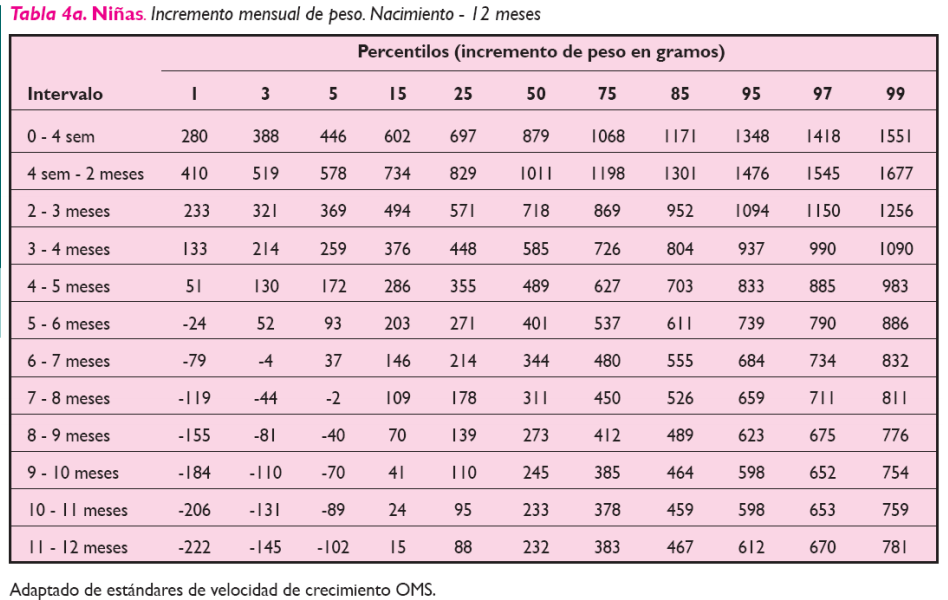 Tabla 4a. Niñas. Incremento mensual de peso. Nacimiento - 12 meses
Percentilos (incremento de peso en gramos)
Intervalo 1 3 5 15 25 50 75 85 95 97 99
0 - 4 sem 280 388 446 602 697 879 1068 1171 1348 1418 1551
4 sem - 2 meses 410 519 578 734 829 1011 1198 1301 1476 1545 1677
2 - 3 meses 233 321 369 494 571 718 869 952 1094 1150 1256
3 - 4 meses 133 214 259 376 448 585 726 804 937 990 1090
4 - 5 meses 51 130 172 286 355 489 627 703 833 885 983
5 - 6 meses -24 52 93 203 271 401 537 611 739 790 886
6 - 7 meses -79 -4 37 146 214 344 480 555 684 734 832
7 - 8 meses -119 -44 -2 109 178 311 450 526 659 711 811
8 - 9 meses -155 -81 -40 70 139 273 412 489 623 675 776
9 - 10 meses -184 -110 -70 41 110 245 385 464 598 652 754
10 - 11 meses -206 -131 -89 24 95 233 378 459 598 653 759
11 - 12 meses -222 -145 -102 15 88 232 383 467 612 670 781
Adaptado de estándares de velocidad de crecimiento OMS.